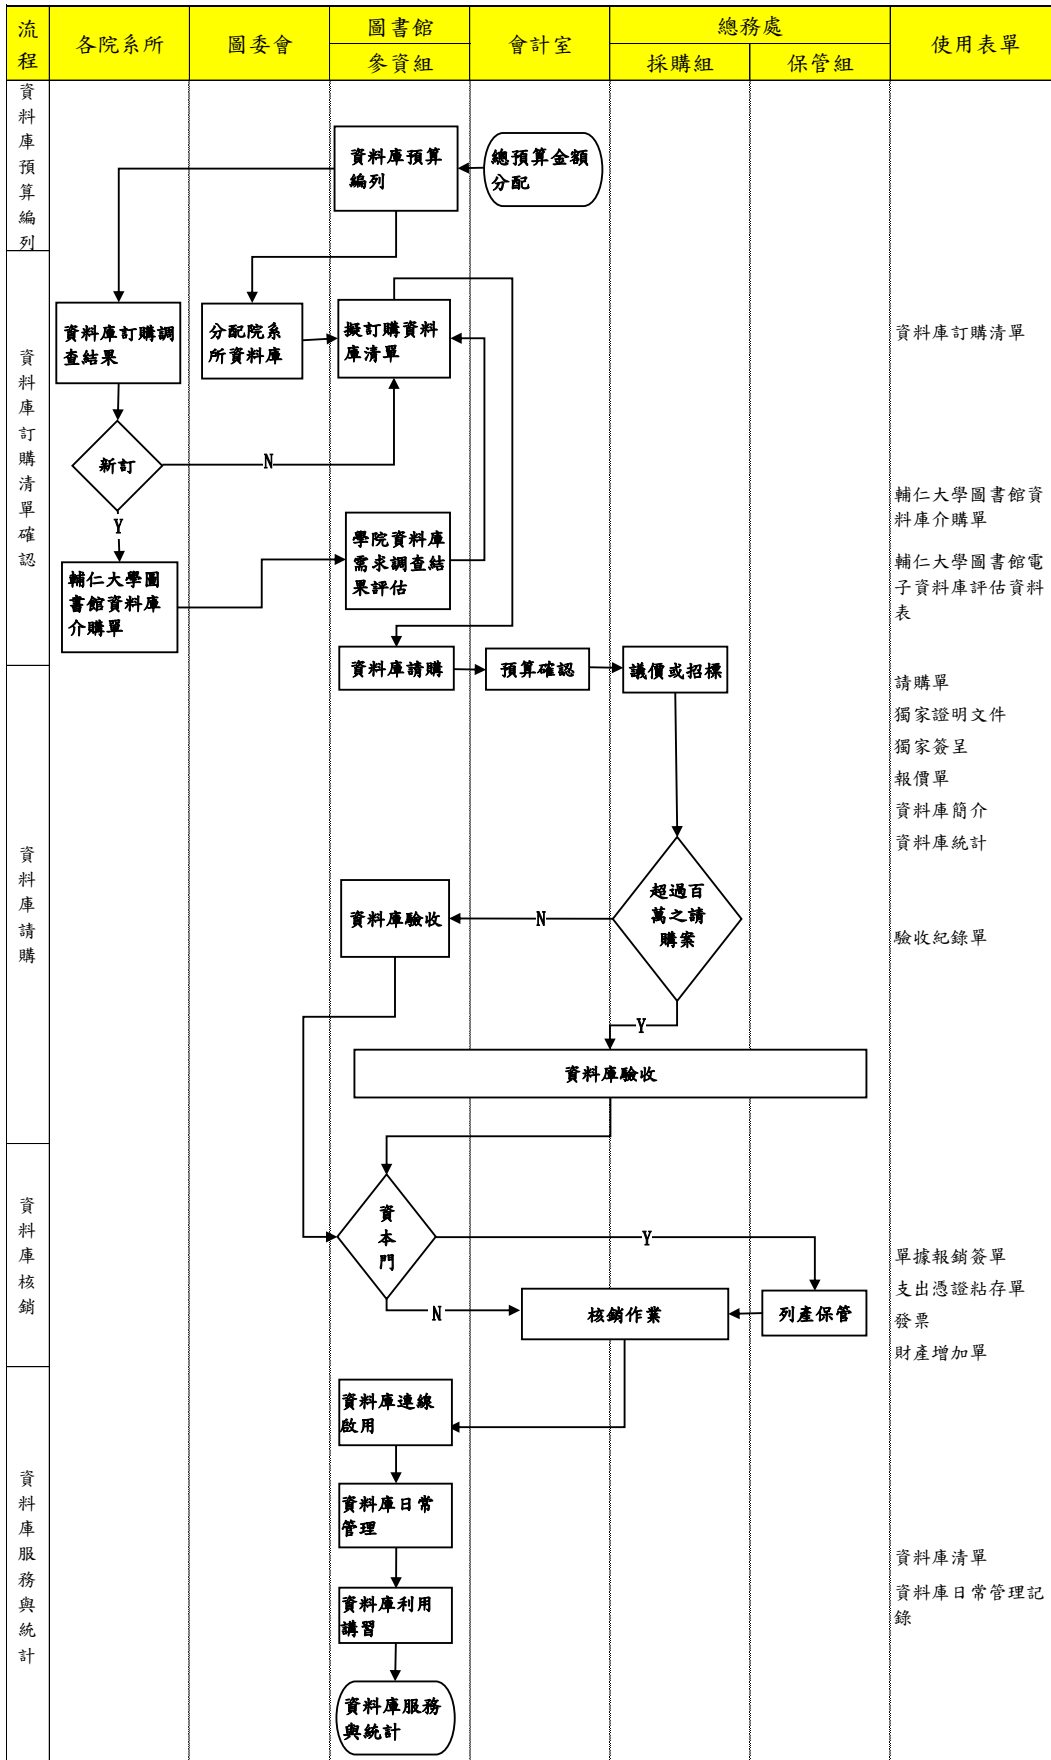 流
程
各院系所
圖委會
圖書館
參資組
會計室
總務處
採購組
保管組
使用表單
資
料
庫
預
算
編
列
資料庫預算
編列
總預算金額
分配
資
料
庫
訂
購
清
單
確
認
資料庫訂購調
查結果
分配院系
所資料庫
擬訂購資料
庫清單
資料庫訂購清單
新訂
N
Y
輔仁大學圖
書館資料庫
介購單
學院資料庫
需求調查結
果評估
輔仁大學圖書館資
料庫介購單
輔仁大學圖書館電
子資料庫評估資料
表
資
料
庫
請
購
資料庫請購
預算確認
議價或招標
請購單
獨家證明文件
獨家簽呈
報價單
資料庫簡介
資料庫統計
超過百
萬之請
購案
N
資料庫驗收
驗收紀錄單
Y
資料庫驗收
資
料
庫
核
銷
資
本
門
Y
N
核銷作業
列產保管
單據報銷簽單
支出憑證粘存單
發票
財產增加單
資
料
庫
服
務
與
統
計
資料庫連線
啟用
資料庫日常
管理
資料庫利用
講習
資料庫服務
與統計
資料庫清單
資料庫日常管理記
錄